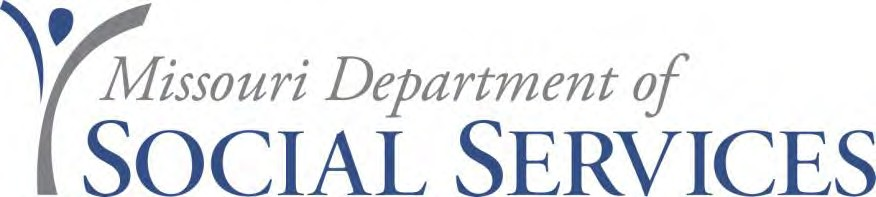 Missouri Department of
SOCIAL SERVICES